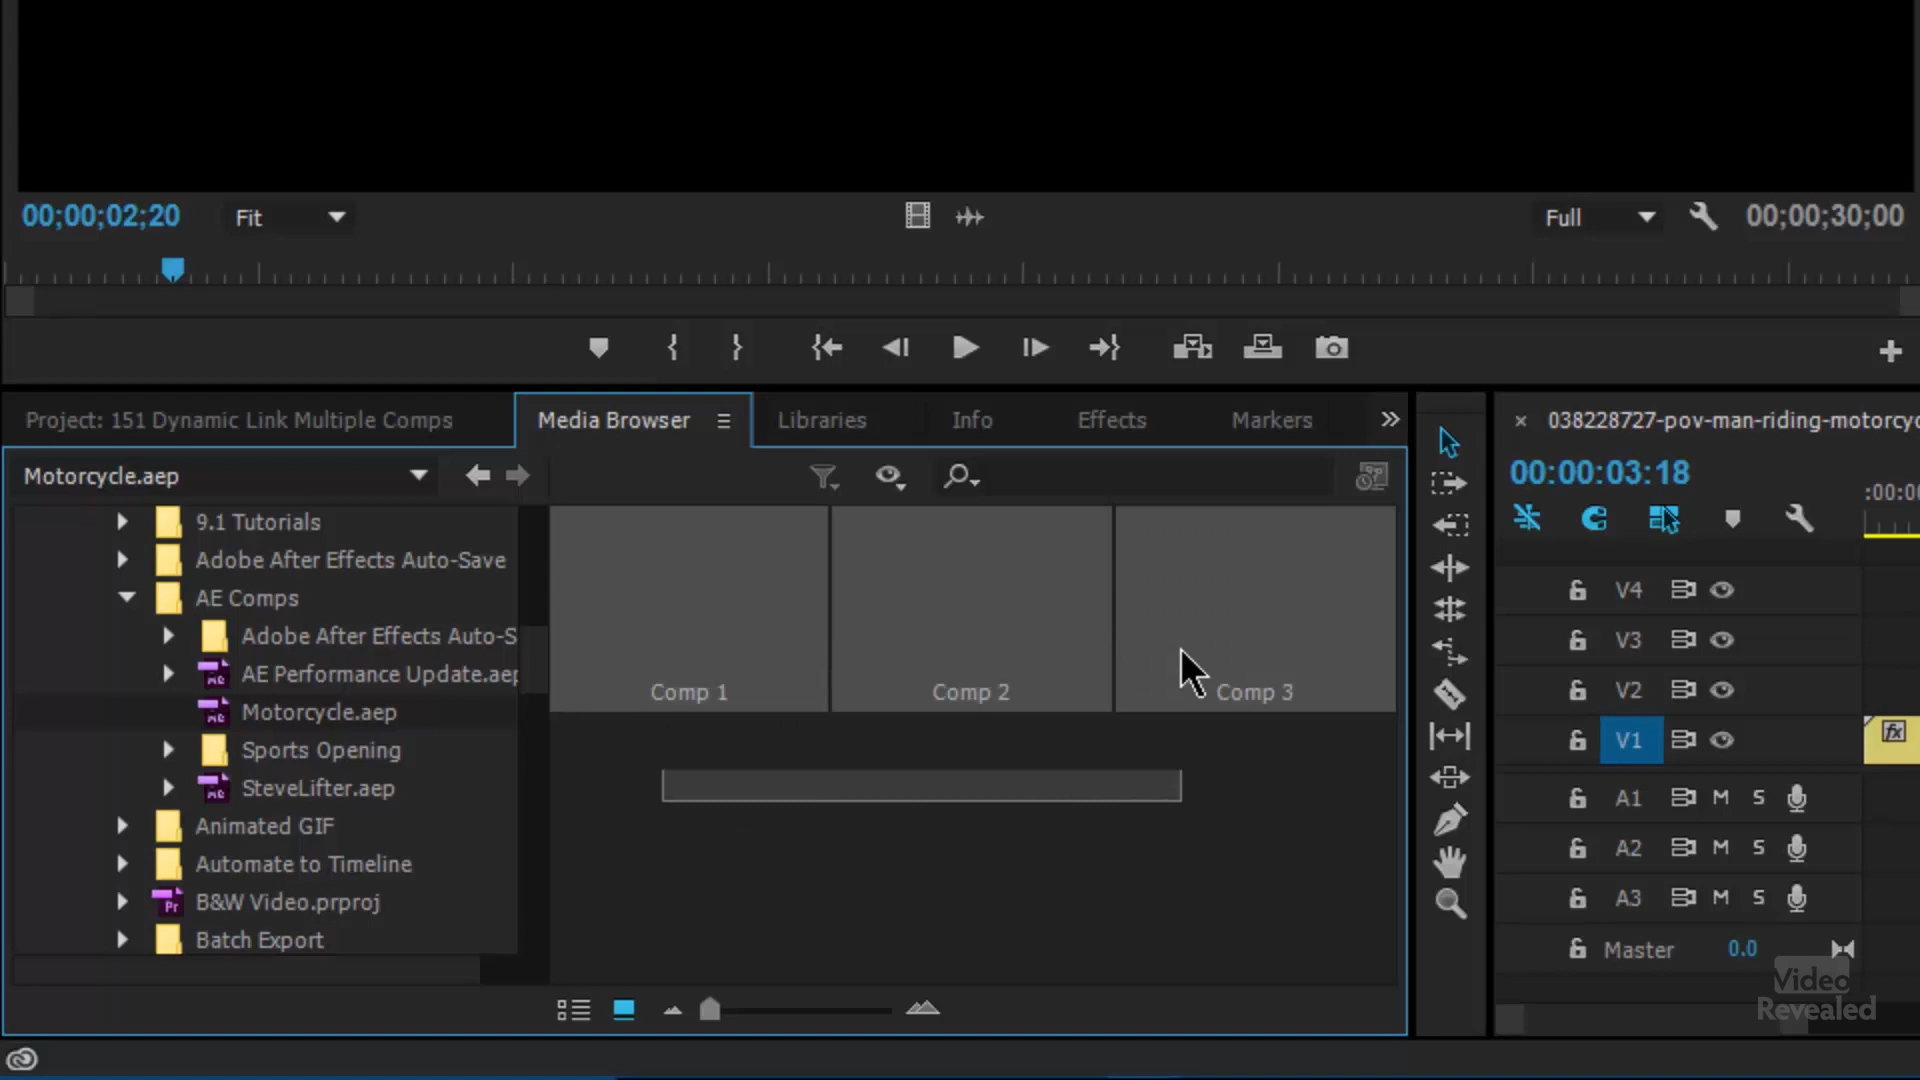 00;00;02;20
Fit
Full
00;00;30;00
Project: 151 Dynamic Link Multiple Comps
Media Browser
Libraries
Info
Effects
Markers
038228727-pov-man-riding-motorcyc
Motorcycle.aep
00:00:03:18
:00:00
9.1 Tutorials
Adobe After Effects Auto-Save
AE Comps
Adobe After Effects Auto-S
AE Performance Update.aep
Motorcycle.aep
Sports Opening
SteveLifter.aep
Animated GIF
Automate to Timeline
B&W Video.prproj
Pr
Batch Export
Comp 1
Comp 2
Comp 3
V4
V3
V2
V1
fx
A1 M S
A2 M S
A3 M S
Master 0.0
Video
Revealed